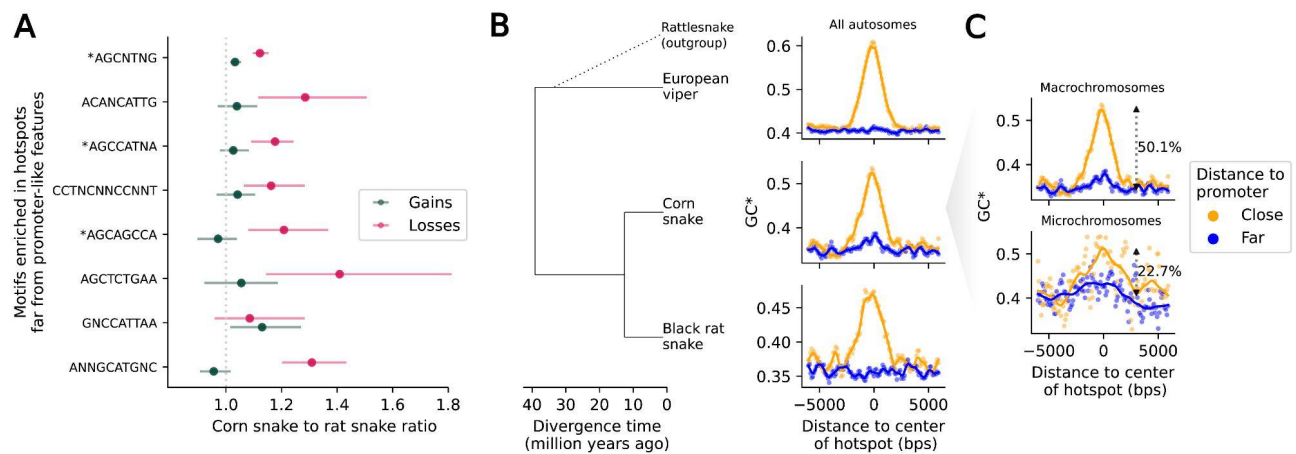 A
Motifs enriched in hotspots
far from promoter-like features
*AGCNTNG
ACANCATTG
*AGCCATNA
CCTNCNNCCNNT
*AGCAGCCA
AGCTCTGAA
GNCCATTAA
ANNGCATGNC
Gains
Losses
1.0 1.2 1.4 1.6 1.8
Corn snake to rat snake ratio
B
Rattlesnake
(outgroup)
European
viper
Corn
snake
Black rat
snake
40 30 20 10 0
Divergence time
(million years ago)
All autosomes
0.6
0.5
0.4
GC*
0.5
0.4
0.45
0.40
0.35
−5000 0 5000
Distance to center
of hotspot (bps)
C
Macrochromosomes
GC*
0.5
0.4
50.1%
Microchromosomes
0.5
0.4
22.7%
−5000 0 5000
Distance to center
of hotspot (bps)
Distance to
promoter
Close
Far